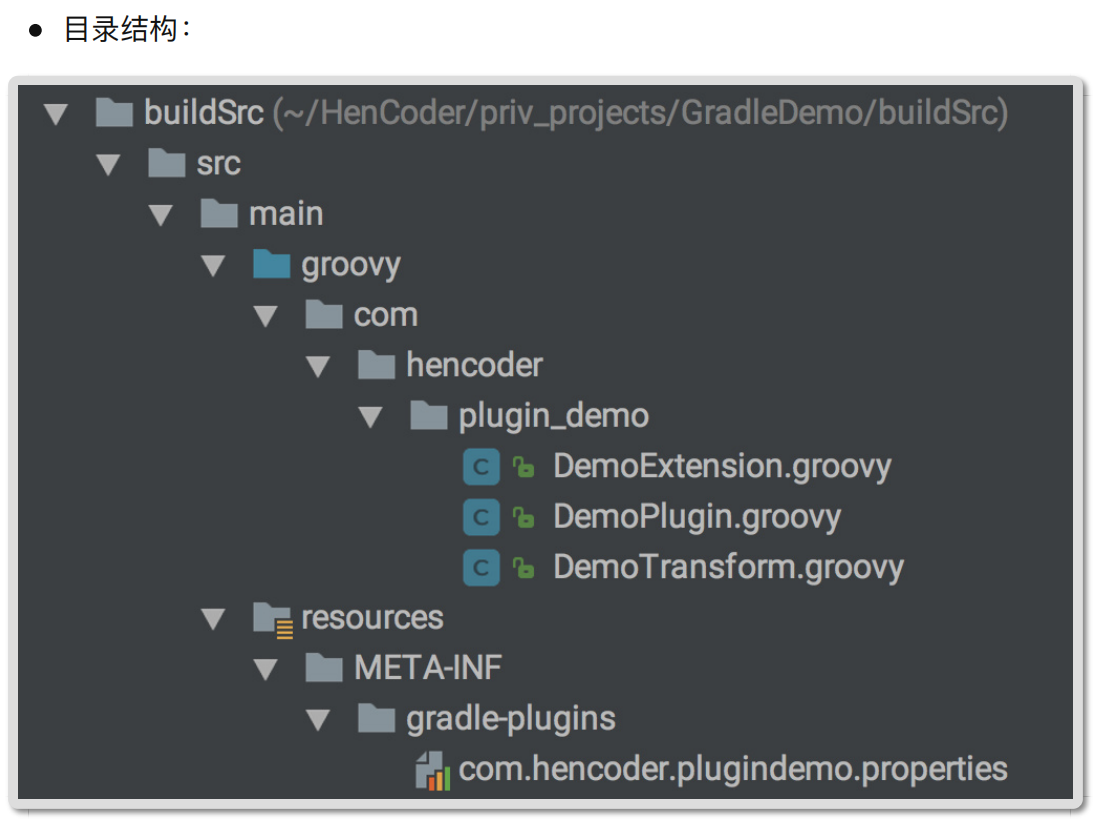 目录结构：
buildSrc (~/HenCoder/priv_projects/GradleDemo/buildSrc)
src
main
groovy
com
hencoder
plugin_demo
C DemoExtension.groovy
C DemoPlugin.groovy
C DemoTransform.groovy
resources
META-INF
gradle-plugins
com.hencoder.plugindemo.properties